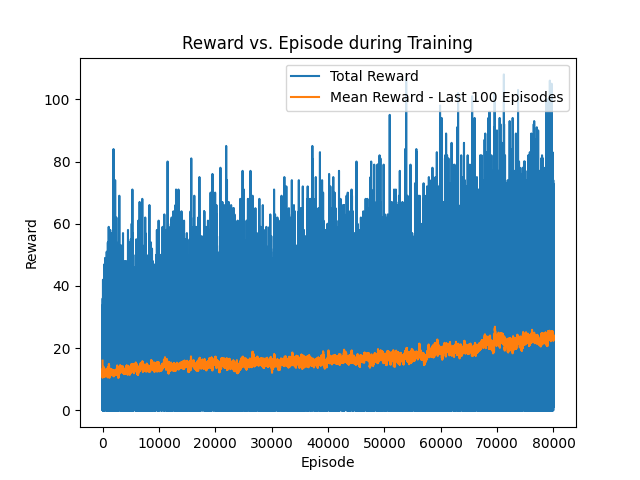 Reward vs. Episode during Training
Total Reward
Mean Reward - Last 100 Episodes
100
80
60
40
20
0
Reward
0 10000 20000 30000 40000 50000 60000 70000 80000
Episode